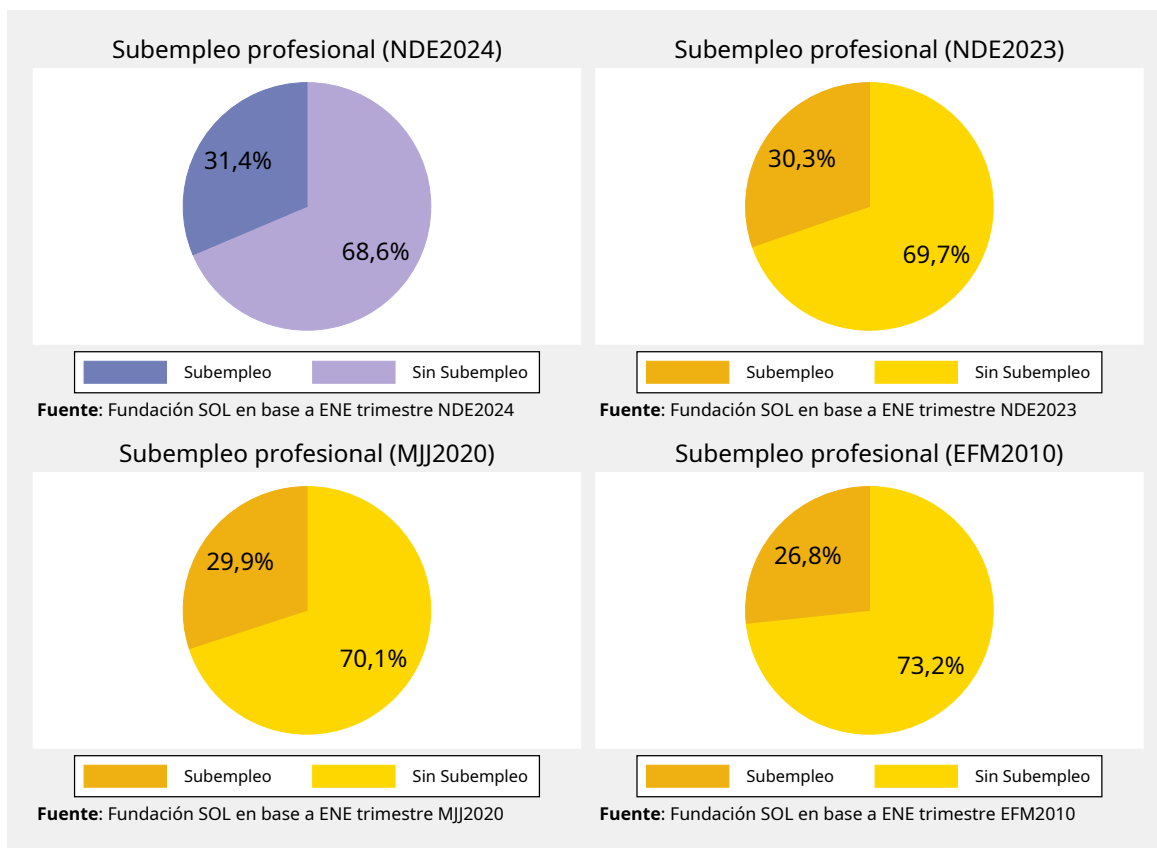 Subempleo profesional (NDE2024)
31,4%
68,6%
Subempleo Sin Subempleo
Fuente: Fundación SOL en base a ENE trimestre NDE2024
Subempleo profesional (NDE2023)
30,3%
69,7%
Subempleo Sin Subempleo
Fuente: Fundación SOL en base a ENE trimestre NDE2023
Subempleo profesional (MJJ2020)
29,9%
70,1%
Subempleo Sin Subempleo
Fuente: Fundación SOL en base a ENE trimestre MJJ2020
Subempleo profesional (EFM2010)
26,8%
73,2%
Subempleo Sin Subempleo
Fuente: Fundación SOL en base a ENE trimestre EFM2010